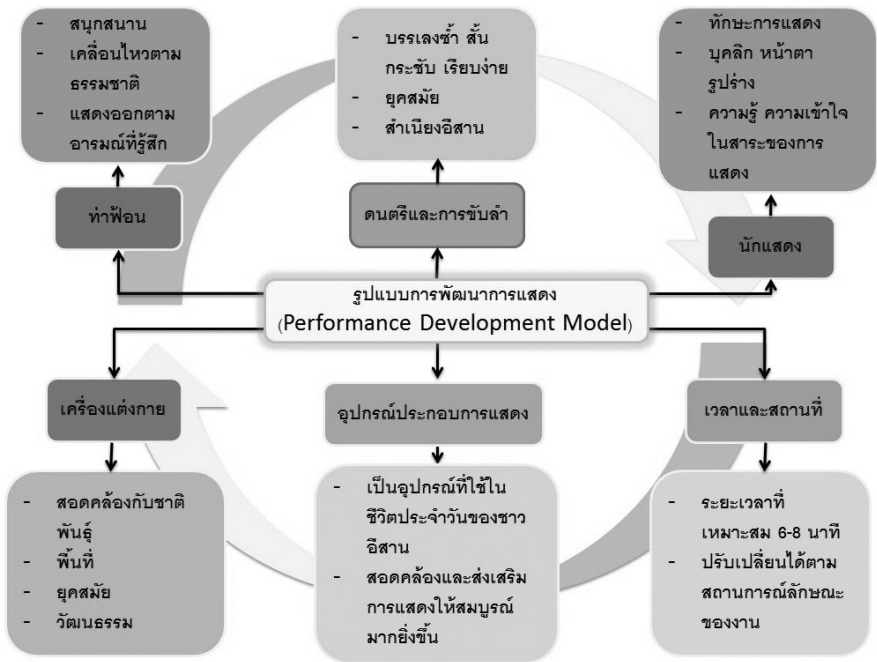 - สนุกสนาน
- เคลื่อนไหวตาม
ธรรมชาติ
- แสดงออกตาม
อารมณ์ที่รู้สึก
- บรรเลงซ้ำ สั้น
กระชับ เรียบง่าย
- ยุคสมัย
- สำเนียงอีสาน
- ทักษะการแสดง
- บุคลิก หน้าตา
รูปร่าง
- ความรู้ ความเข้าใจ
ในสาระของการ
แสดง
ท่าฟ้อน
ดนตรีและการขับลำ
นักแสดง
รูปแบบการพัฒนาการแสดง
(Performance Development Model)
เครื่องแต่งกาย
อุปกรณ์ประกอบการแสดง
เวลาและสถานที่
- สอดคล้องกับชาติ
พันธุ์
- พื้นที่
- ยุคสมัย
- วัฒนธรรม
- เป็นอุปกรณ์ที่ใช้ใน
ชีวิตประจำวันของชาว
อีสาน
- สอดคล้องและส่งเสริม
การแสดงให้สมบูรณ์
มากยิ่งขึ้น
- ระยะเวลาที่
เหมาะสม 6-8 นาที
- ปรับเปลี่ยนได้ตาม
สถานการณ์ลักษณะ
ของงาน